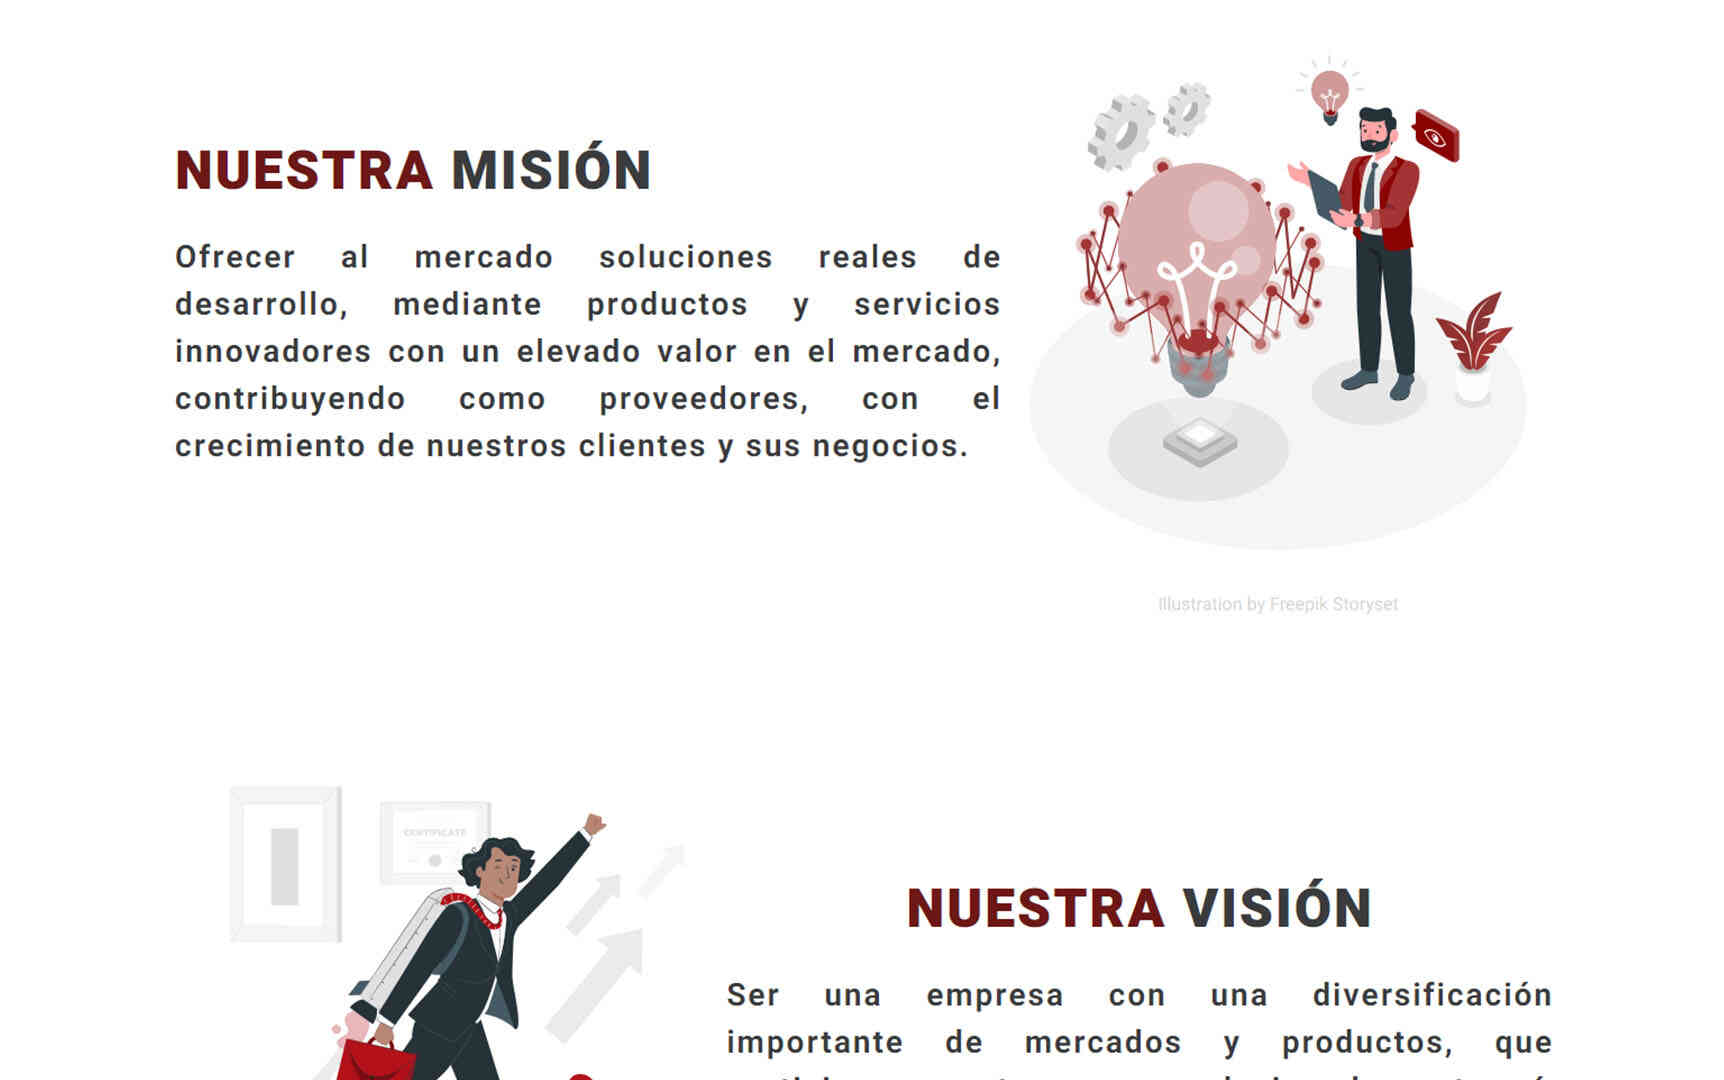 NUESTRA MISIÓN
Ofrecer al mercado soluciones reales de
desarrollo, mediante productos y servicios
innovadores con un elevado valor en el mercado,
contribuyendo como proveedores, con el
crecimiento de nuestros clientes y sus negocios.
Illustration by Freepik Storyset
CERTIFICATE
NUESTRA VISIÓN
Ser una empresa con una diversificación
importante de mercados y productos, que